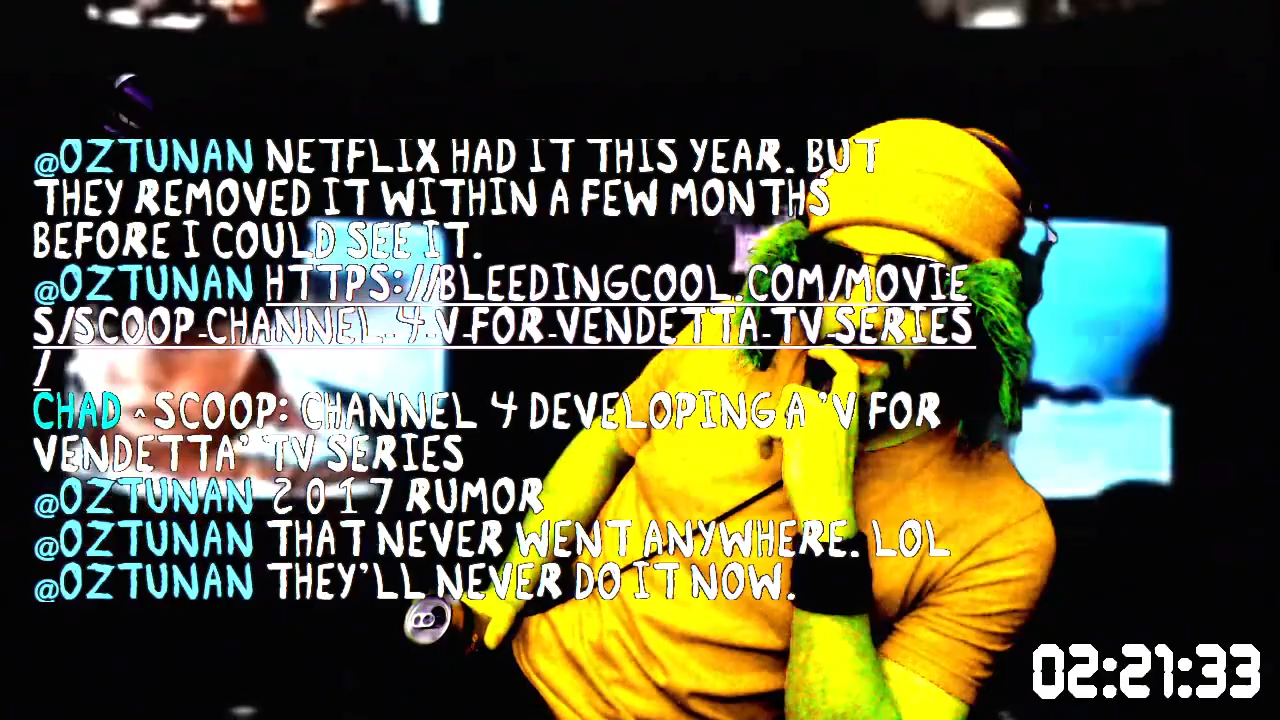 @OZTUNAN NETFLIX HAD IT THIS YEAR. BUT
THEY REMOVED IT WITHIN A FEW MONTHS
BEFORE I COULD SEE IT.
@OZTUNAN HTTPS://BLEEDINGCOOL.COM/MOVIE
S/SCOOP-CHANNEL-4-V-FOR-VENDETTA-TV-SERIES
/
CHAD ^ SCOOP: CHANNEL 4 DEVELOPING A 'V FOR
VENDETTA' TV SERIES
@OZTUNAN 2017 RUMOR
@OZTUNAN THAT NEVER WENT ANYWHERE. LOL
@OZTUNAN THEY'LL NEVER DO IT NOW.
8
02:21:33